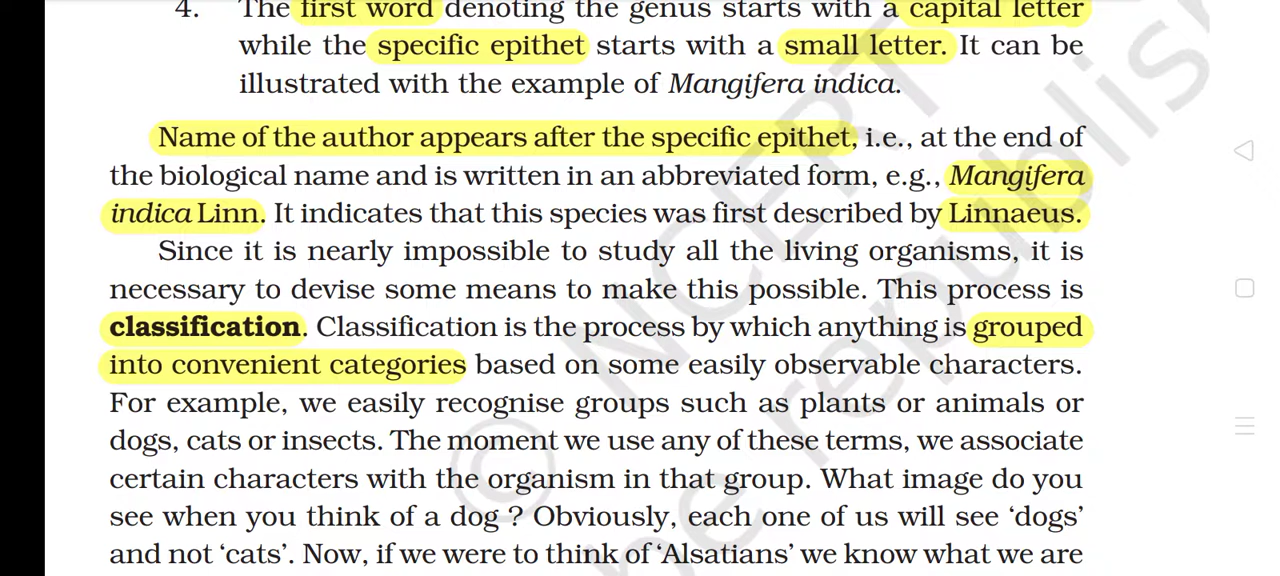 4. The first word denoting the genus starts with a capital letter
while the specific epithet starts with a small letter. It can be
illustrated with the example of Mangifera indica.
Name of the author appears after the specific epithet, i.e., at the end of
the biological name and is written in an abbreviated form, e.g., Mangifera
indica Linn. It indicates that this species was first described by Linnaeus.
Since it is nearly impossible to study all the living organisms, it is
necessary to devise some means to make this possible. This process is
classification. Classification is the process by which anything is grouped
into convenient categories based on some easily observable characters.
For example, we easily recognise groups such as plants or animals or
dogs, cats or insects. The moment we use any of these terms, we associate
certain characters with the organism in that group. What image do you
see when you think of a dog ? Obviously, each one of us will see ‘dogs’
and not ‘cats’. Now, if we were to think of ‘Alsatians’ we know what we are
© NCERT
be republis